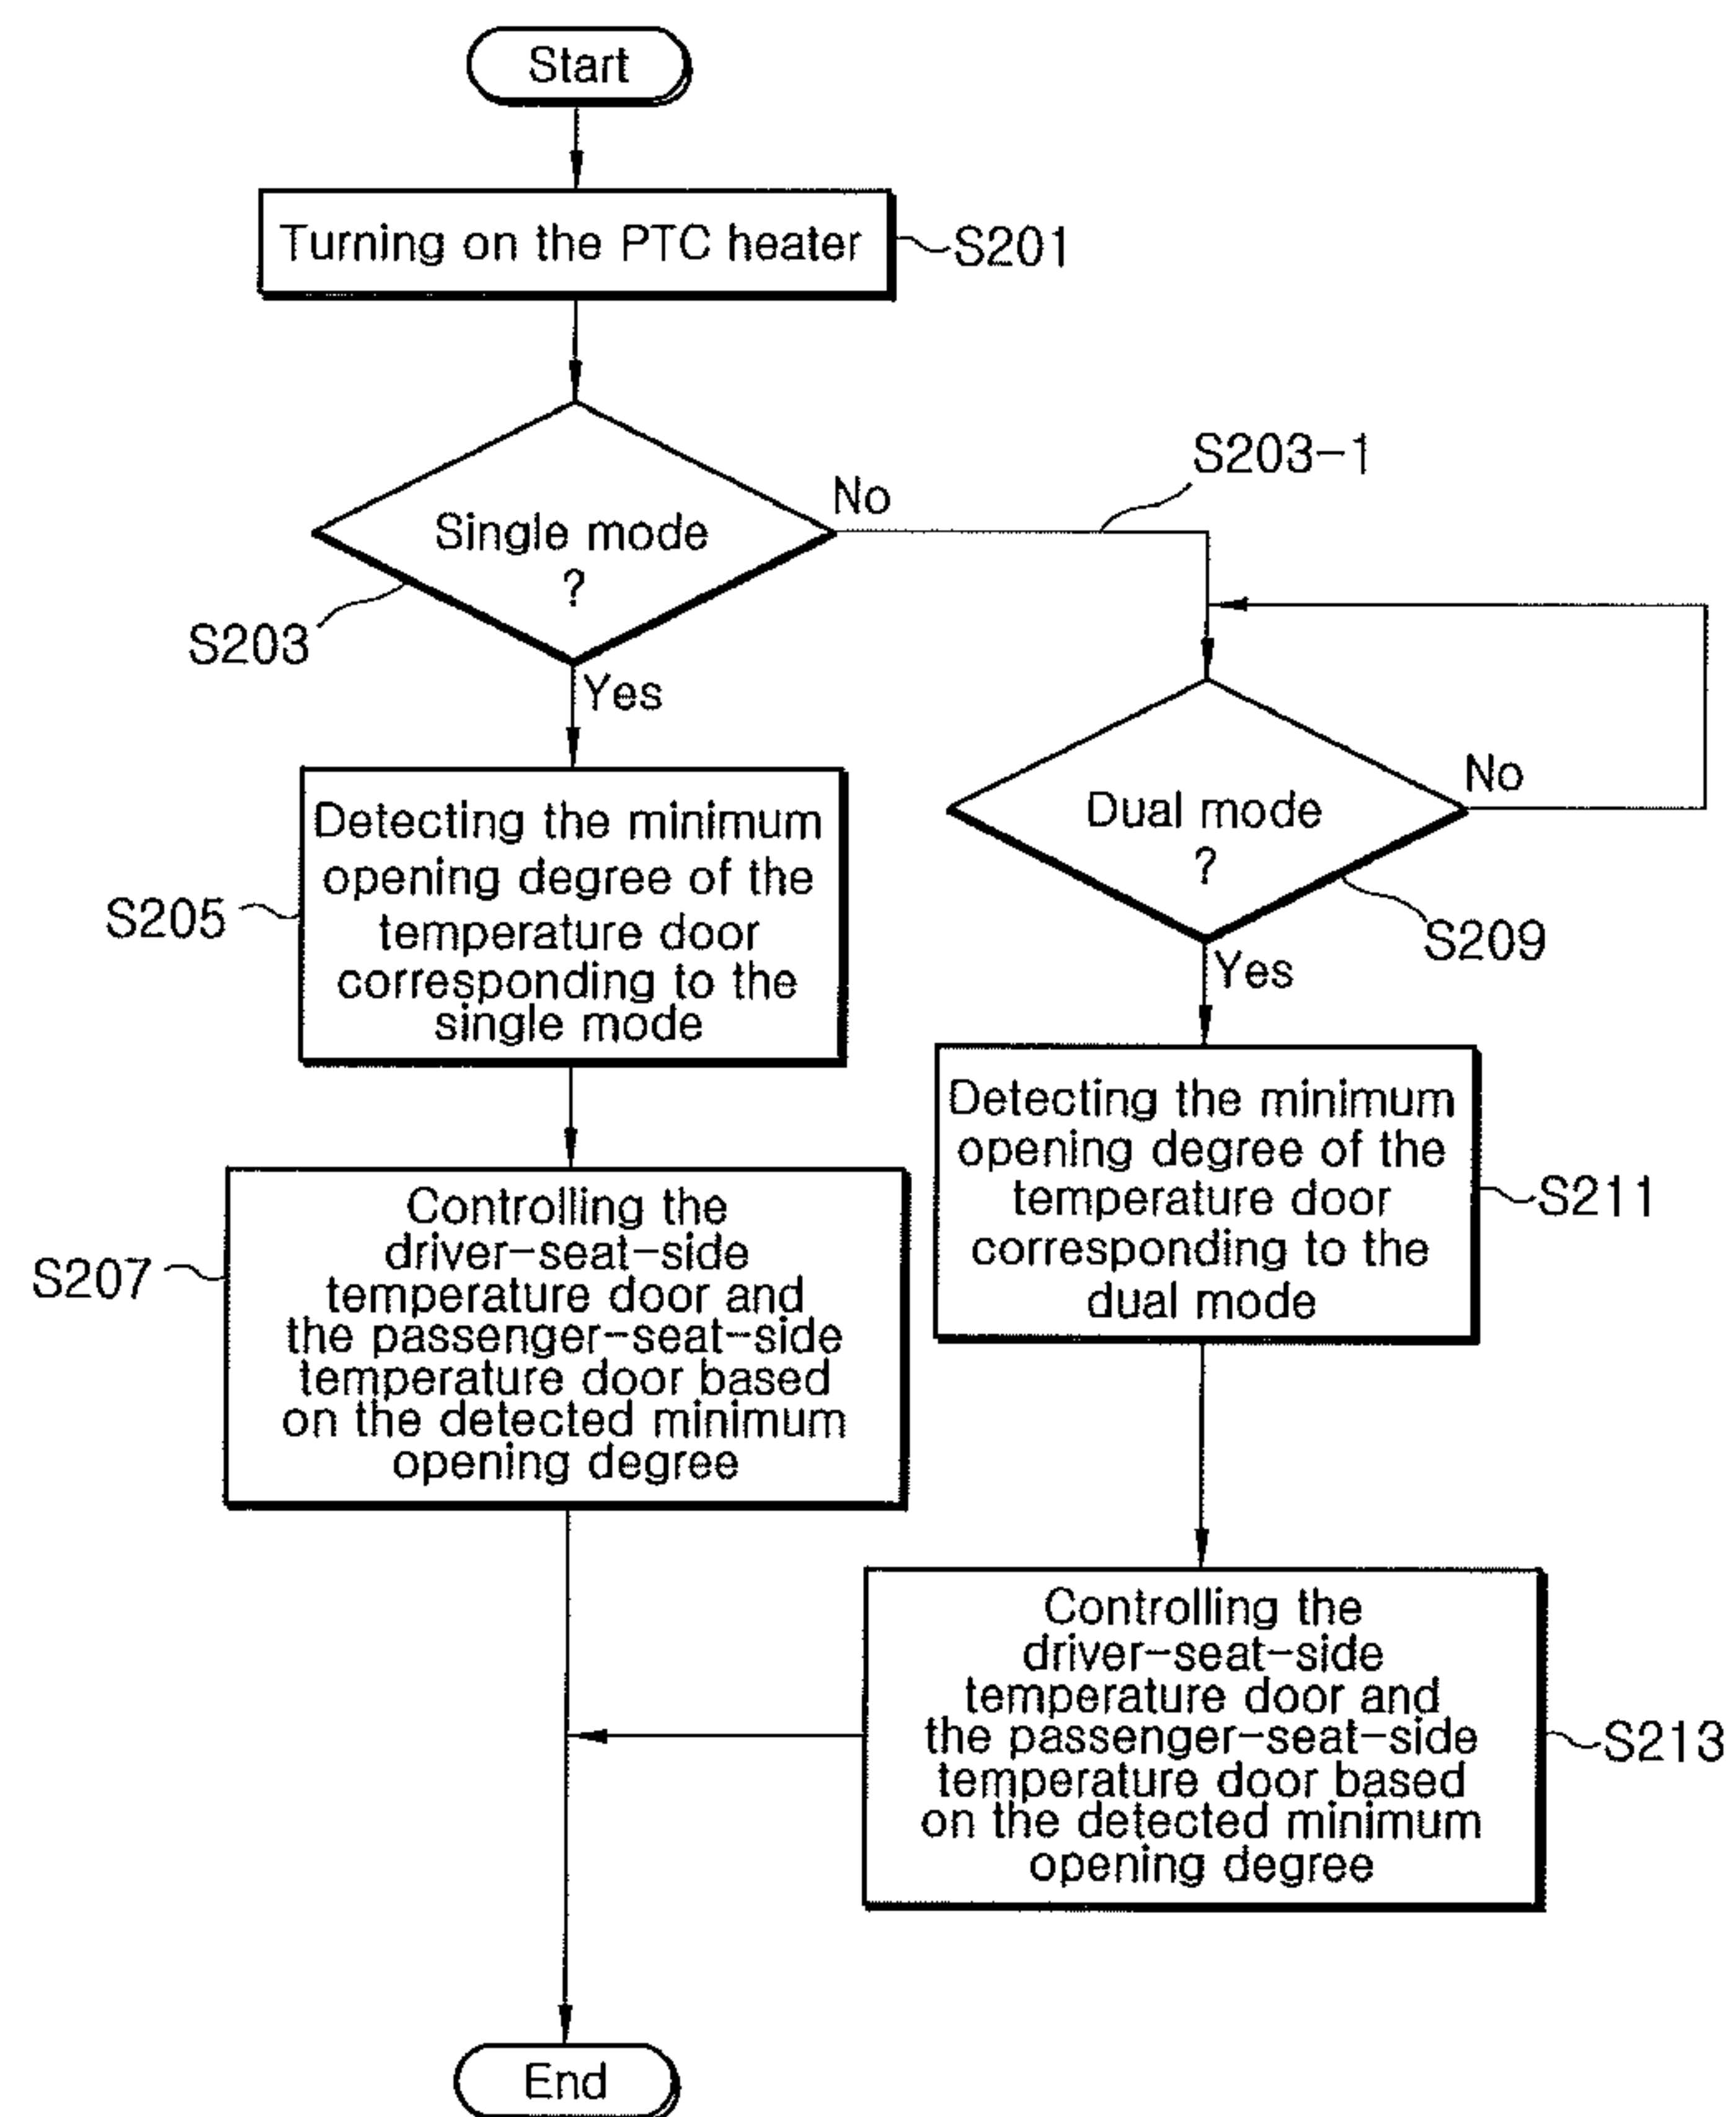 Start
Turning on the PTC heater
S201
S203-1
No
Single mode
?
S203
Yes
No
Dual mode
?
S209
Yes
Detecting the minimum
opening degree of the
temperature door
corresponding to the
single mode
S205
Detecting the minimum
opening degree of the
temperature door
corresponding to the
dual mode
S211
Controlling the
driver-seat-side
temperature door and
the passenger-seat-side
temperature door based
on the detected minimum
opening degree
S207
Controlling the
driver-seat-side
temperature door and
the passenger-seat-side
temperature door based
on the detected minimum
opening degree
S213
End